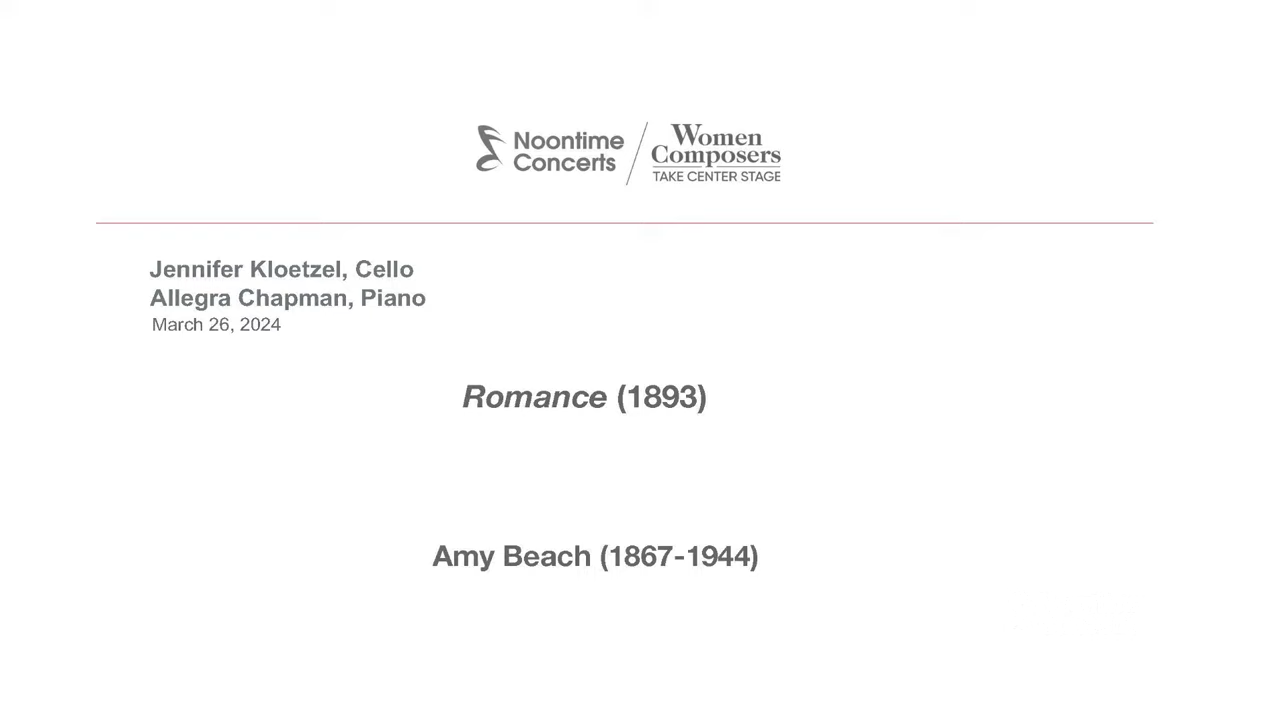 Noontime
Concerts
Women
Composers
TAKE CENTER STAGE
Jennifer Kloetzel, Cello
Allegra Chapman, Piano
March 26, 2024
Romance (1893)
Amy Beach (1867-1944)